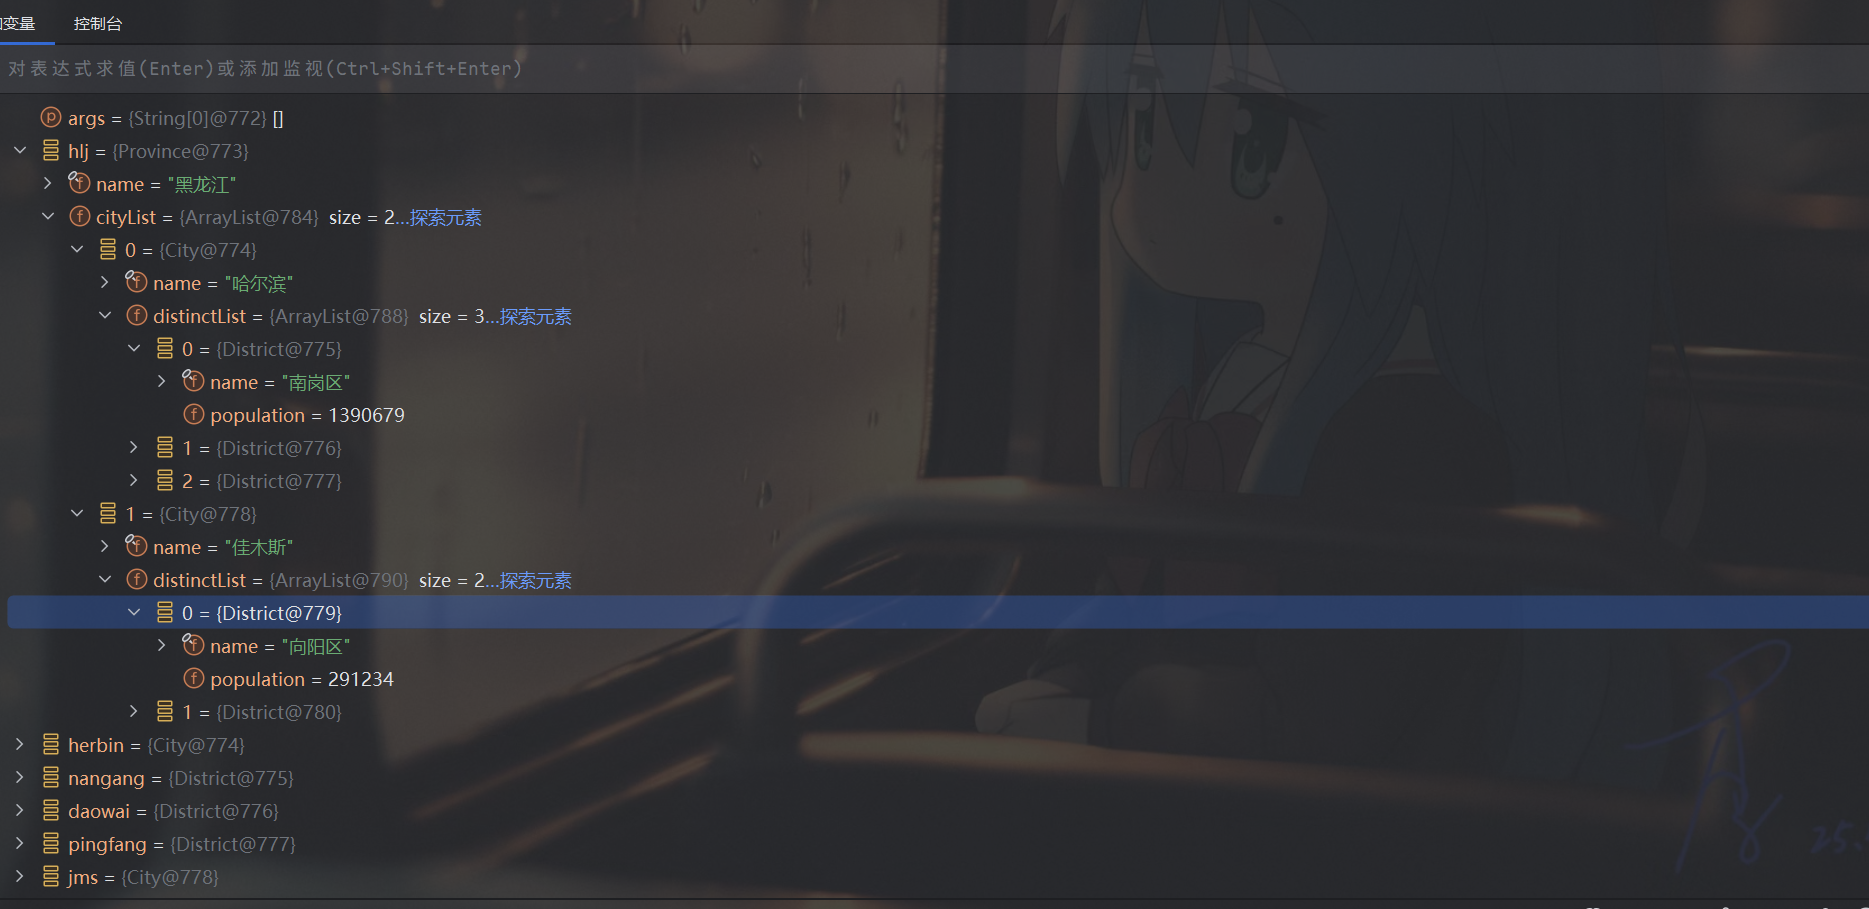 变量 控制台
对表达式求值(Enter)或添加监视(Ctrl+Shift+Enter)
args = {String[0]@772} []
hlj = {Province@773}
name = "黑龙江"
cityList = {ArrayList@784} size = 2...探索元素
0 = {City@774}
name = "哈尔滨"
distinctList = {ArrayList@788} size = 3...探索元素
0 = {District@775}
name = "南岗区"
population = 1390679
1 = {District@776}
2 = {District@777}
1 = {City@778}
name = "佳木斯"
distinctList = {ArrayList@790} size = 2...探索元素
0 = {District@779}
name = "向阳区"
population = 291234
1 = {District@780}
herbin = {City@774}
nangang = {District@775}
daowai = {District@776}
pingfang = {District@777}
jms = {City@778}